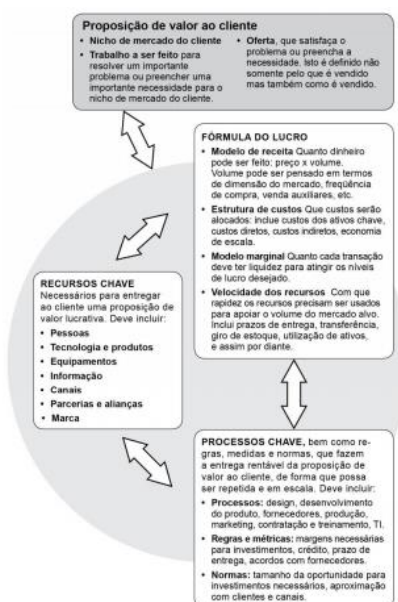 Proposição de valor ao cliente
• Nicho de mercado do cliente
• Trabalho a ser feito para
resolver um importante
problema ou preencher uma
importante necessidade para o
nicho de mercado do cliente.
• Oferta, que satisfaça o
problema ou preencha a
necessidade. Isto é definido não
somente pelo que é vendido
mas também como é vendido.
FÓRMULA DO LUCRO
• Modelo de receita Quanto dinheiro
pode ser feito: preço x volume.
Volume pode ser pensado em termos
de dimensão do mercado, freqüência
de compra, venda auxiliares, etc.
• Estrutura de custos Que custos serão
alocados: inclue custos dos ativos chave,
custos diretos, custos indiretos, economia
de escala.
• Modelo marginal Quanto cada transação
deve ter liquidez para atingir os níveis
de lucro desejado.
• Velocidade dos recursos Com que
rapidez os recursos precisam ser usados
para apoiar o volume do mercado alvo.
Inclui prazos de entrega, transferência,
giro de estoque, utilização de ativos,
e assim por diante.
RECURSOS CHAVE
Necessários para entregar
ao cliente uma proposição de
valor lucrativa. Deve incluir:
• Pessoas
• Tecnologia e produtos
• Equipamentos
• Informação
• Canais
• Parcerias e alianças
• Marca
PROCESSOS CHAVE, bem como re-
gras, medidas e normas, que fazem
a entrega rentável da proposição de
valor ao cliente, de forma que possa
ser repetida e em escala. Deve incluir:
• Processos: design, desenvolvimento
do produto, fornecedores, produção,
marketing, contratação e treinamento, TI.
• Regras e métricas: margens necessárias
para investimentos, crédito, prazo de
entrega, acordos com fornecedores.
• Normas: tamanho da oportunidade para
investimentos necessários, aproximação
com clientes e canais.